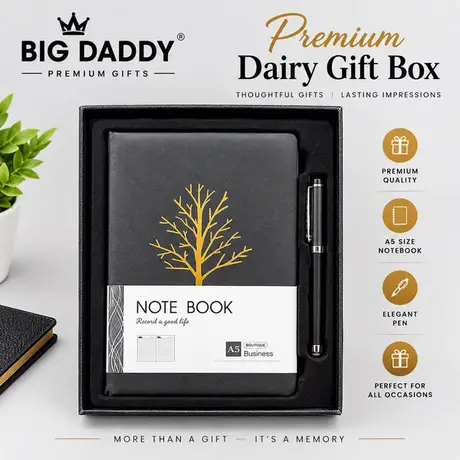 BIG DADDY®
PREMIUM GIFTS
Premium
Dairy Gift Box
THOUGHTFUL GIFTS | LASTING IMPRESSIONS
PREMIUM
QUALITY
A5 SIZE
NOTEBOOK
ELEGANT
PEN
PERFECT FOR
ALL OCCASIONS
NOTE BOOK
Record a good life
A5
BOUTIQUE
Business
MORE THAN A GIFT — IT'S A MEMORY